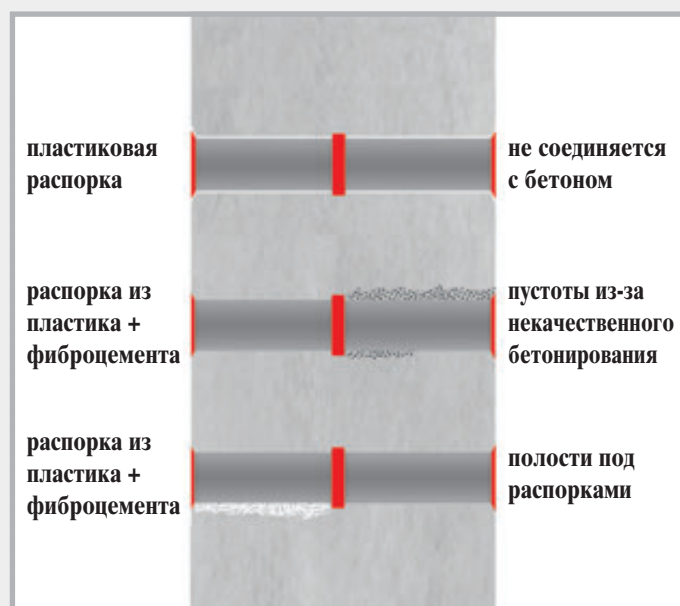 пластиковая
распорка
не соединяется
с бетоном
распорка из
пластика +
фиброцемента
пустоты из-за
некачественного
бетонирования
распорка из
пластика +
фиброцемента
полости под
распорками